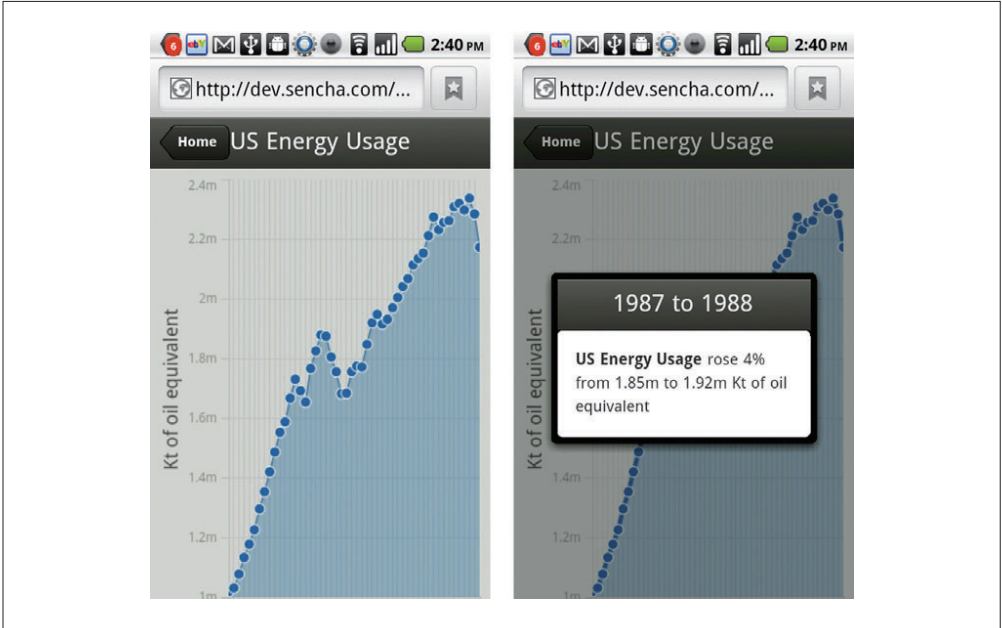 6
ebY
2:40 PM
http://dev.sencha.com/...
Home
US Energy Usage
Kt of oil equivalent
2.4m
2.2m
2m
1.8m
1.6m
1.4m
1.2m
1m
6
ebY
2:40 PM
http://dev.sencha.com/...
Home
US Energy Usage
Kt of oil equivalent
2.4m
2.2m
2m
1.8m
1.6m
1.4m
1.2m
1m
1987 to 1988
US Energy Usage rose 4%
from 1.85m to 1.92m Kt of oil
equivalent